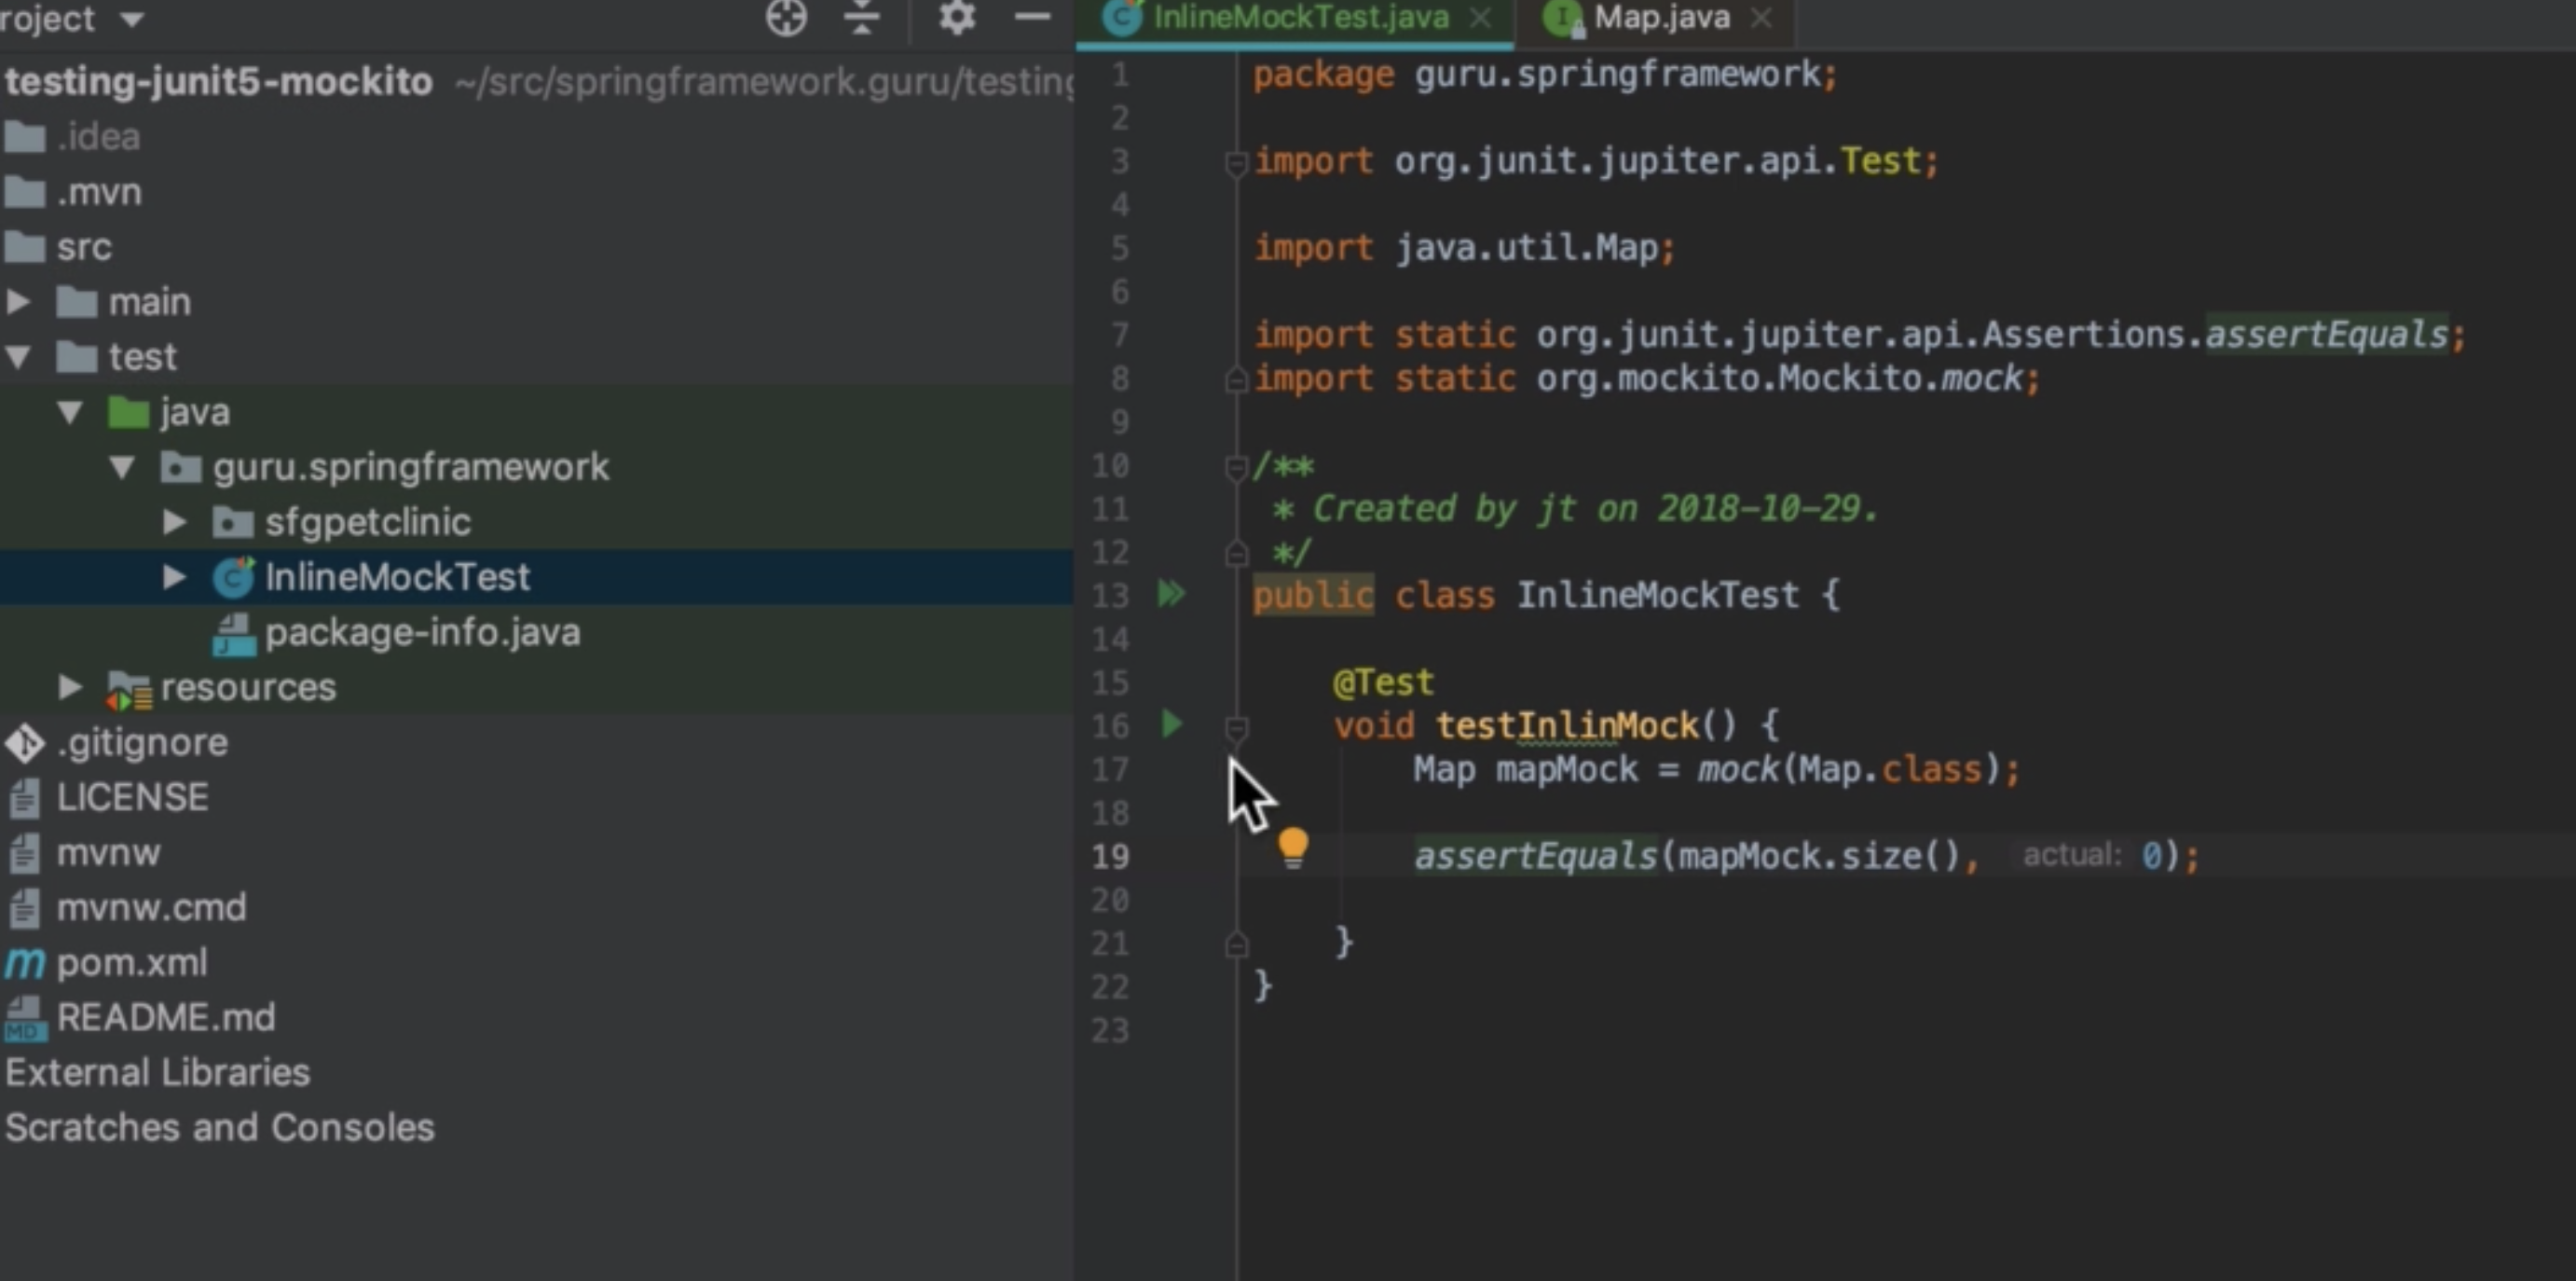 roject
testing-junit5-mockito ~/src/springframework.guru/testing
.idea
.mvn
src
main
test
java
guru.springframework
sfgpetclinic
InlineMockTest
package-info.java
resources
.gitignore
LICENSE
mvnw
mvnw.cmd
pom.xml
README.md
External Libraries
Scratches and Consoles
InlineMockTest.java Map.java
1 package guru.springframework;
2
3 import org.junit.jupiter.api.Test;
4
5 import java.util.Map;
6
7 import static org.junit.jupiter.api.Assertions.assertEquals;
8 import static org.mockito.Mockito.mock;
9
10 /**
11 * Created by jt on 2018-10-29.
12 */
13 public class InlineMockTest {
14
15 @Test
16 void testInlinMock() {
17 Map mapMock = mock(Map.class);
18
19 assertEquals(mapMock.size(), actual: 0);
20
21 }
22 }
23